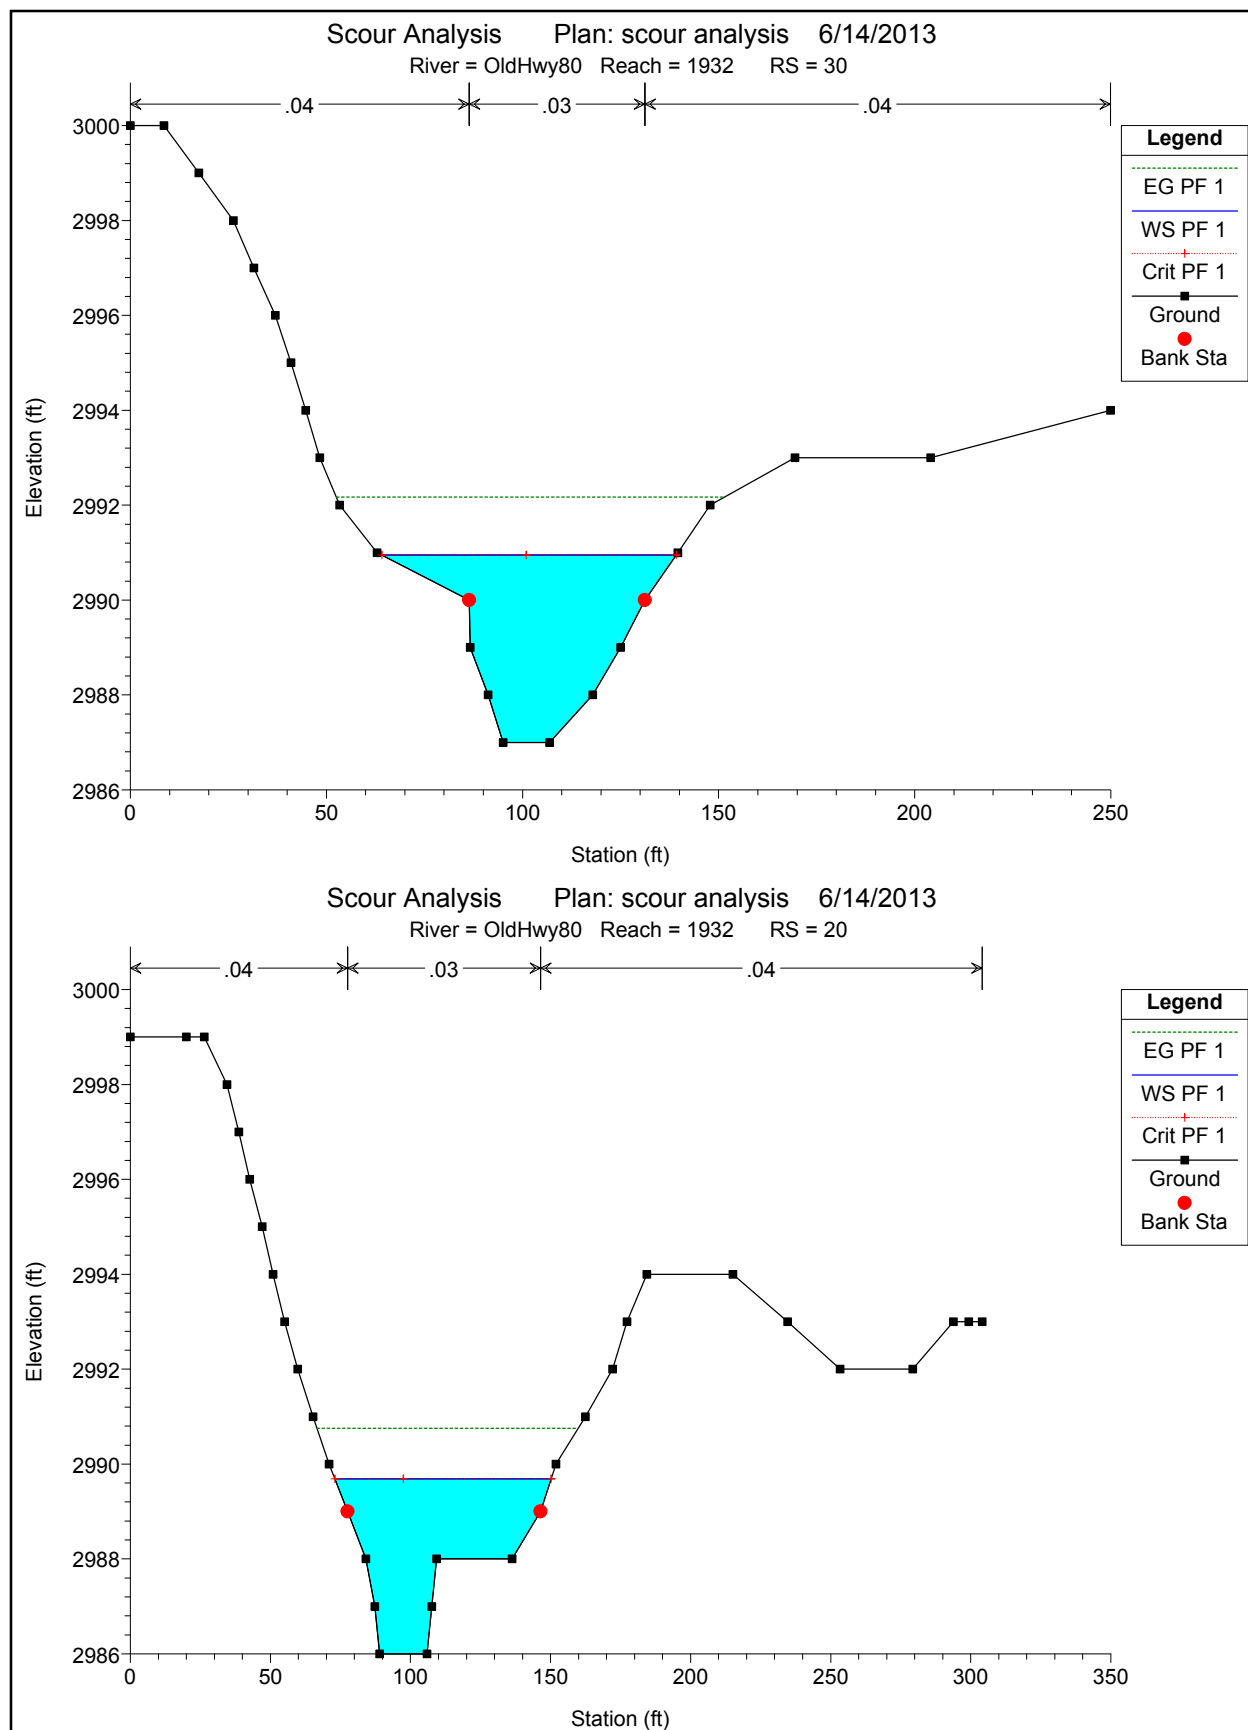 Scour Analysis Plan: scour analysis 6/14/2013
River = OldHwy80 Reach = 1932 RS = 30
.04 .03 .04
3000
2998
2996
2994
2992
2990
2988
2986
Elevation (ft)
0 50 100 150 200 250
Station (ft)
Legend
EG PF 1
WS PF 1
Crit PF 1
Ground
Bank Sta
Scour Analysis Plan: scour analysis 6/14/2013
River = OldHwy80 Reach = 1932 RS = 20
.04 .03 .04
3000
2998
2996
2994
2992
2990
2988
2986
Elevation (ft)
0 50 100 150 200 250 300 350
Station (ft)
Legend
EG PF 1
WS PF 1
Crit PF 1
Ground
Bank Sta